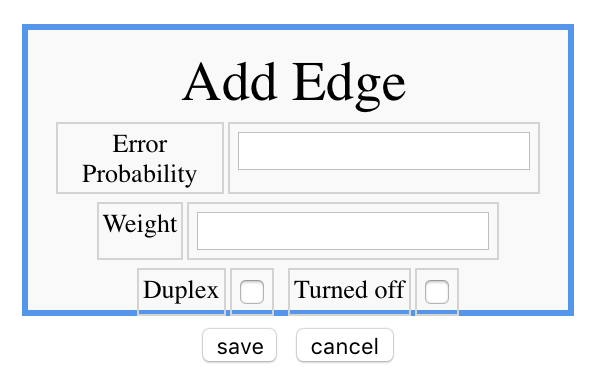 Add Edge
Error
Probability
Weight
Duplex Turned off
save cancel